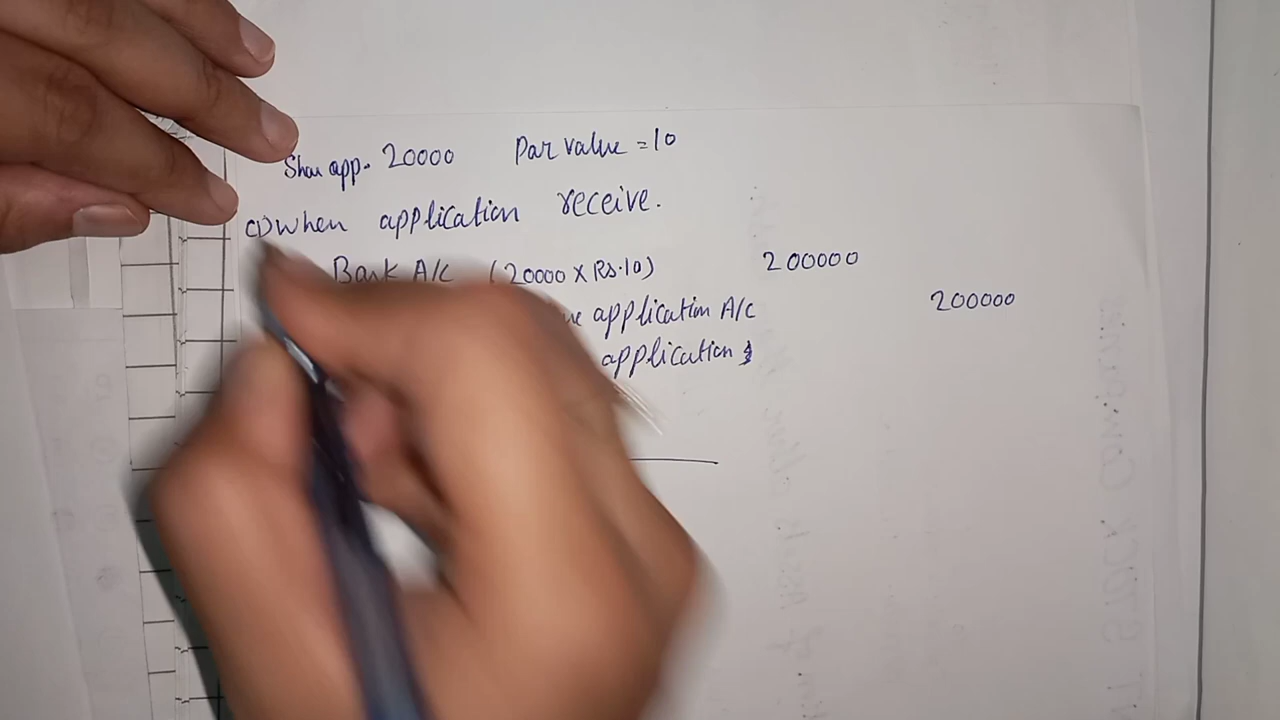 Share app. 20000 Par value = 10
(1) When application receive.
Bank A/C (20000 X Rs.10) 200000
application A/C 200000
application